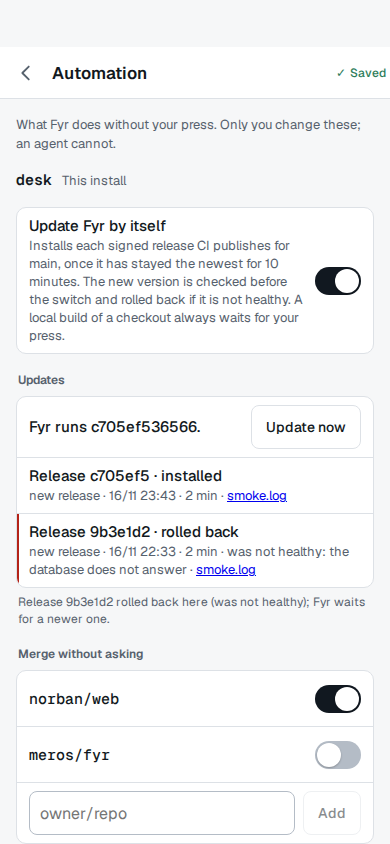 Automation
✓ Saved
What Fyr does without your press. Only you change these;
an agent cannot.
desk This install
Update Fyr by itself
Installs each signed release CI publishes for
main, once it has stayed the newest for 10
minutes. The new version is checked before
the switch and rolled back if it is not healthy. A
local build of a checkout always waits for your
press.
Updates
Fyr runs c705ef536566.
Update now
Release c705ef5 · installed
new release · 16/11 23:43 · 2 min · smoke.log
Release 9b3e1d2 · rolled back
new release · 16/11 22:33 · 2 min · was not healthy: the
database does not answer · smoke.log
Release 9b3e1d2 rolled back here (was not healthy); Fyr waits
for a newer one.
Merge without asking
norban/web
meros/fyr
owner/repo
Add